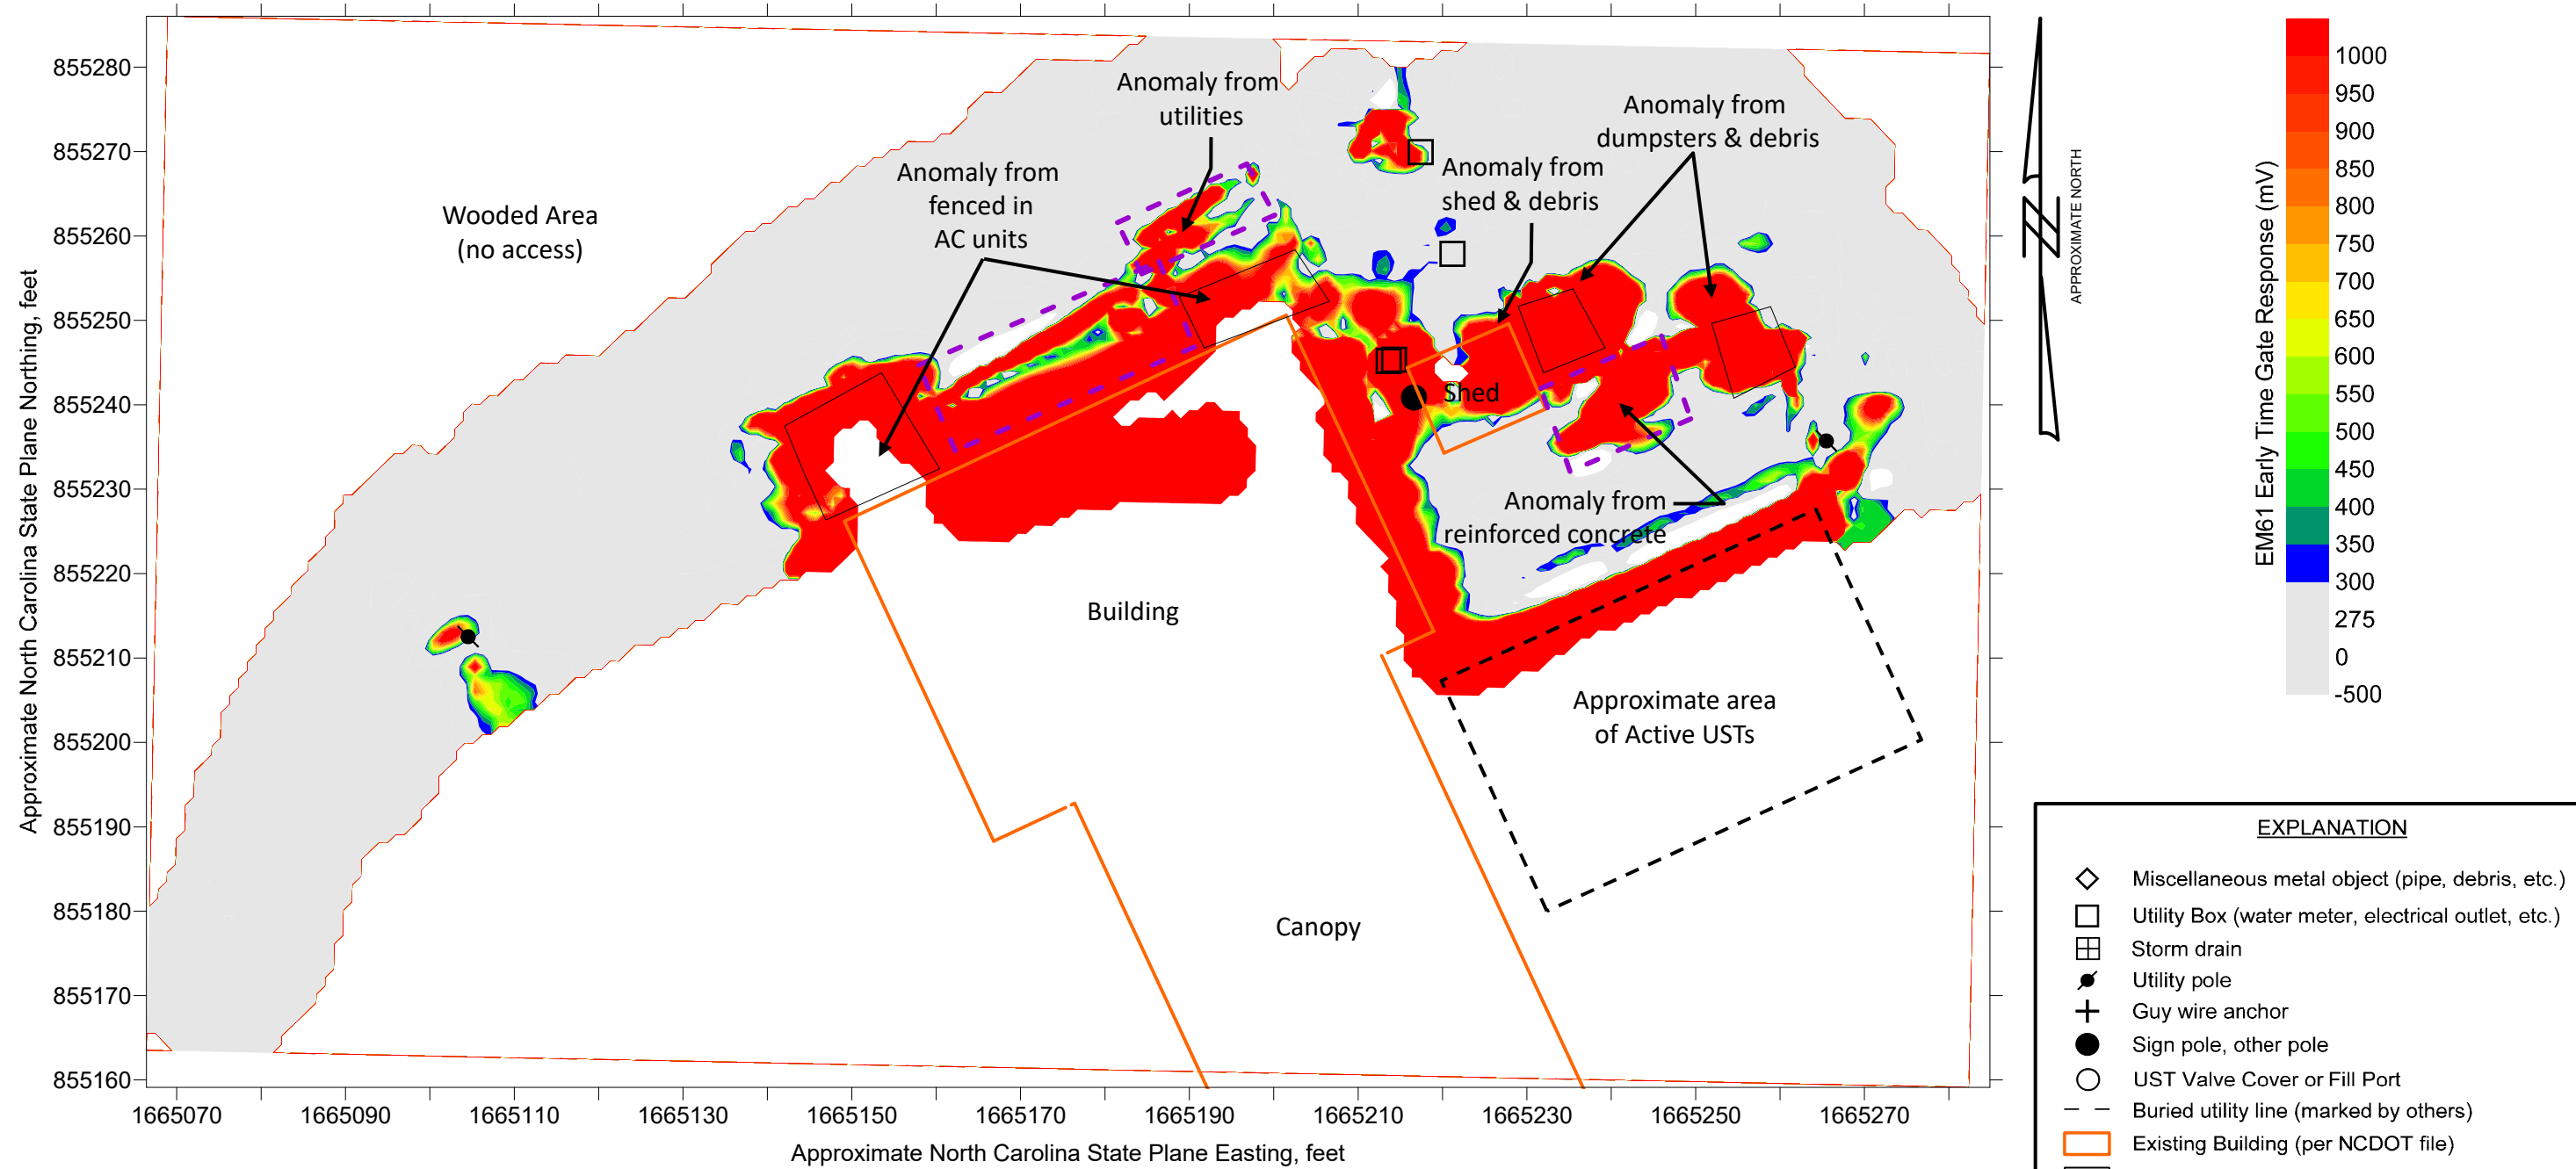 Anomaly from
utilities
Anomaly from
fenced in
AC units
Anomaly from
shed & debris
Anomaly from
dumpsters & debris
Wooded Area
(no access)
Shed
Anomaly from
reinforced concrete
Building
Approximate area
of Active USTs
Canopy
Approximate North Carolina State Plane Northing, feet
855280
855270
855260
855250
855240
855230
855220
855210
855200
855190
855180
855170
855160
1665070
1665090
1665110
1665130
1665150
1665170
1665190
1665210
1665230
1665250
1665270
Approximate North Carolina State Plane Easting, feet
N
APPROXIMATE NORTH
EM61 Early Time Gate Response (mV)
1000
950
900
850
800
750
700
650
600
550
500
450
400
350
300
275
0
-500
EXPLANATION
Miscellaneous metal object (pipe, debris, etc.)
Utility Box (water meter, electrical outlet, etc.)
Storm drain
Utility pole
Guy wire anchor
Sign pole, other pole
UST Valve Cover or Fill Port
Buried utility line (marked by others)
Existing Building (per NCDOT file)